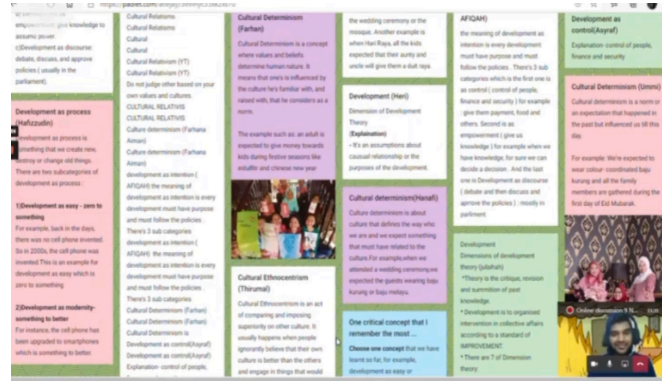 empowerment give knowledge to
assume power.
c)Development as discourse
debates, discuss, and approve
policies ( usually in the
parliament).
Development as process
(Hafizzudin)
development as process is
something that we create new,
destroy or change old things.
There are two subcategories of
development as process
1)Development as easy - zero to
something
For example, back in the days,
there was no cell phone invented.
So in 2000s, the cell phone was
invented.This is an example for
development as easy which is
zero to something
2)Development as modernity-
something to better
For instance, the cell phone has
been upgraded to smartphones
which is something to better.
Cultural Relations
Cultural Relations
Cultural
Cultural
Cultural Relativism (YT)
Cultural Relativism (YT)
Do not judge other based on your
own values and cultures.
CULTURAL RELATIVIS
CULTURAL RELATIVIS
Culture determinism (Farhana
Aiman)
Culture determinism (Farhana
Aiman)
development as intention (
AFIQAH) the meaning of
development as intention is every
development must have purpose
and must follow the policies .
There's 3 sub categories
development as intention (
AFIQAH) the meaning of
development as intention is every
development must have purpose
and must follow the policies .
There's 3 sub categories
Cultural Determinism (Farhan)
Cultural Determinism (Farhan)
Cultural Determinism is
Development as control(Asyraf)
Development as control(Asyraf)
Explanation- control of people,
Cultural Determinism
(Farhan)
Cultural Determinism is a concept
where values and beliefs
determine human nature. It
means that one is influenced by
the culture he's familiar with, and
raised with, that he considers as a
norm.
The example such as: an adult is
expected to give money towards
kids during festive seasons like
eidulfitr and chinese new year
Cultural Ethnocentrism
(Thirumal)
Cultural Ethnocentrism is an act
of comparing and imposing
superiority on other culture. It
usually happens when people
ignorantly believe that their own
culture is better than the others
and engage in things that would
the wedding ceremony or the
mosque. Another example is
when Hari Raya, all the kids
expected that their aunty and
uncle will give them a duit raya.
Development (Heri)
Dimension of Development
Theory
(Explaination)
- It's an assumptions about
causual relationship or the
purposes of the development.
Cultural determinism(Hanafi)
Culture determinism is about
culture that defines the way who
we are and we expect something
that must have related to the
culture.For example,when we
attended a wedding ceremony,we
expected the guests wearing baju
kurung or baju melayu.
One critical concept that I
remember the most ...
Choose one concept that we have
learnt so far, for example,
development as easy or
AFIQAH)
the meaning of development as
intention is every development
must have purpose and must
follow the policies . There's 3 sub
categories which is the first one is
as control ( control of people,
finance and security ) for example
: give them payment, food and
others. Second is as
empowerment ( give us
knowledge ) for example when we
have knowledge, for sure we can
decide a decision . And the last
one is Development as discourse
( debate and then discuss and
aprrove the policies ) : mostly in
parliment
Development
Dimensions of development
theory (jubahah)
*Theory is the critique, revision
and summation of past
knowledge.
* Development is to organised
intervention in collective affairs
according to a standard of
IMPROVEMENT.
* There are 7 of Dimension
Development as
control(Asyraf)
Explanation- control of people,
finance and security
Cultural Determinism (Ummi)
Cultural determinism is a norm or
an expectation that happened in
the past but influenced us till this
day.
For example: We're expected to
wear colour-coordinated baju
kurung and all the family
members are gathered during the
first day of Eid Mubarak.
Online discussion